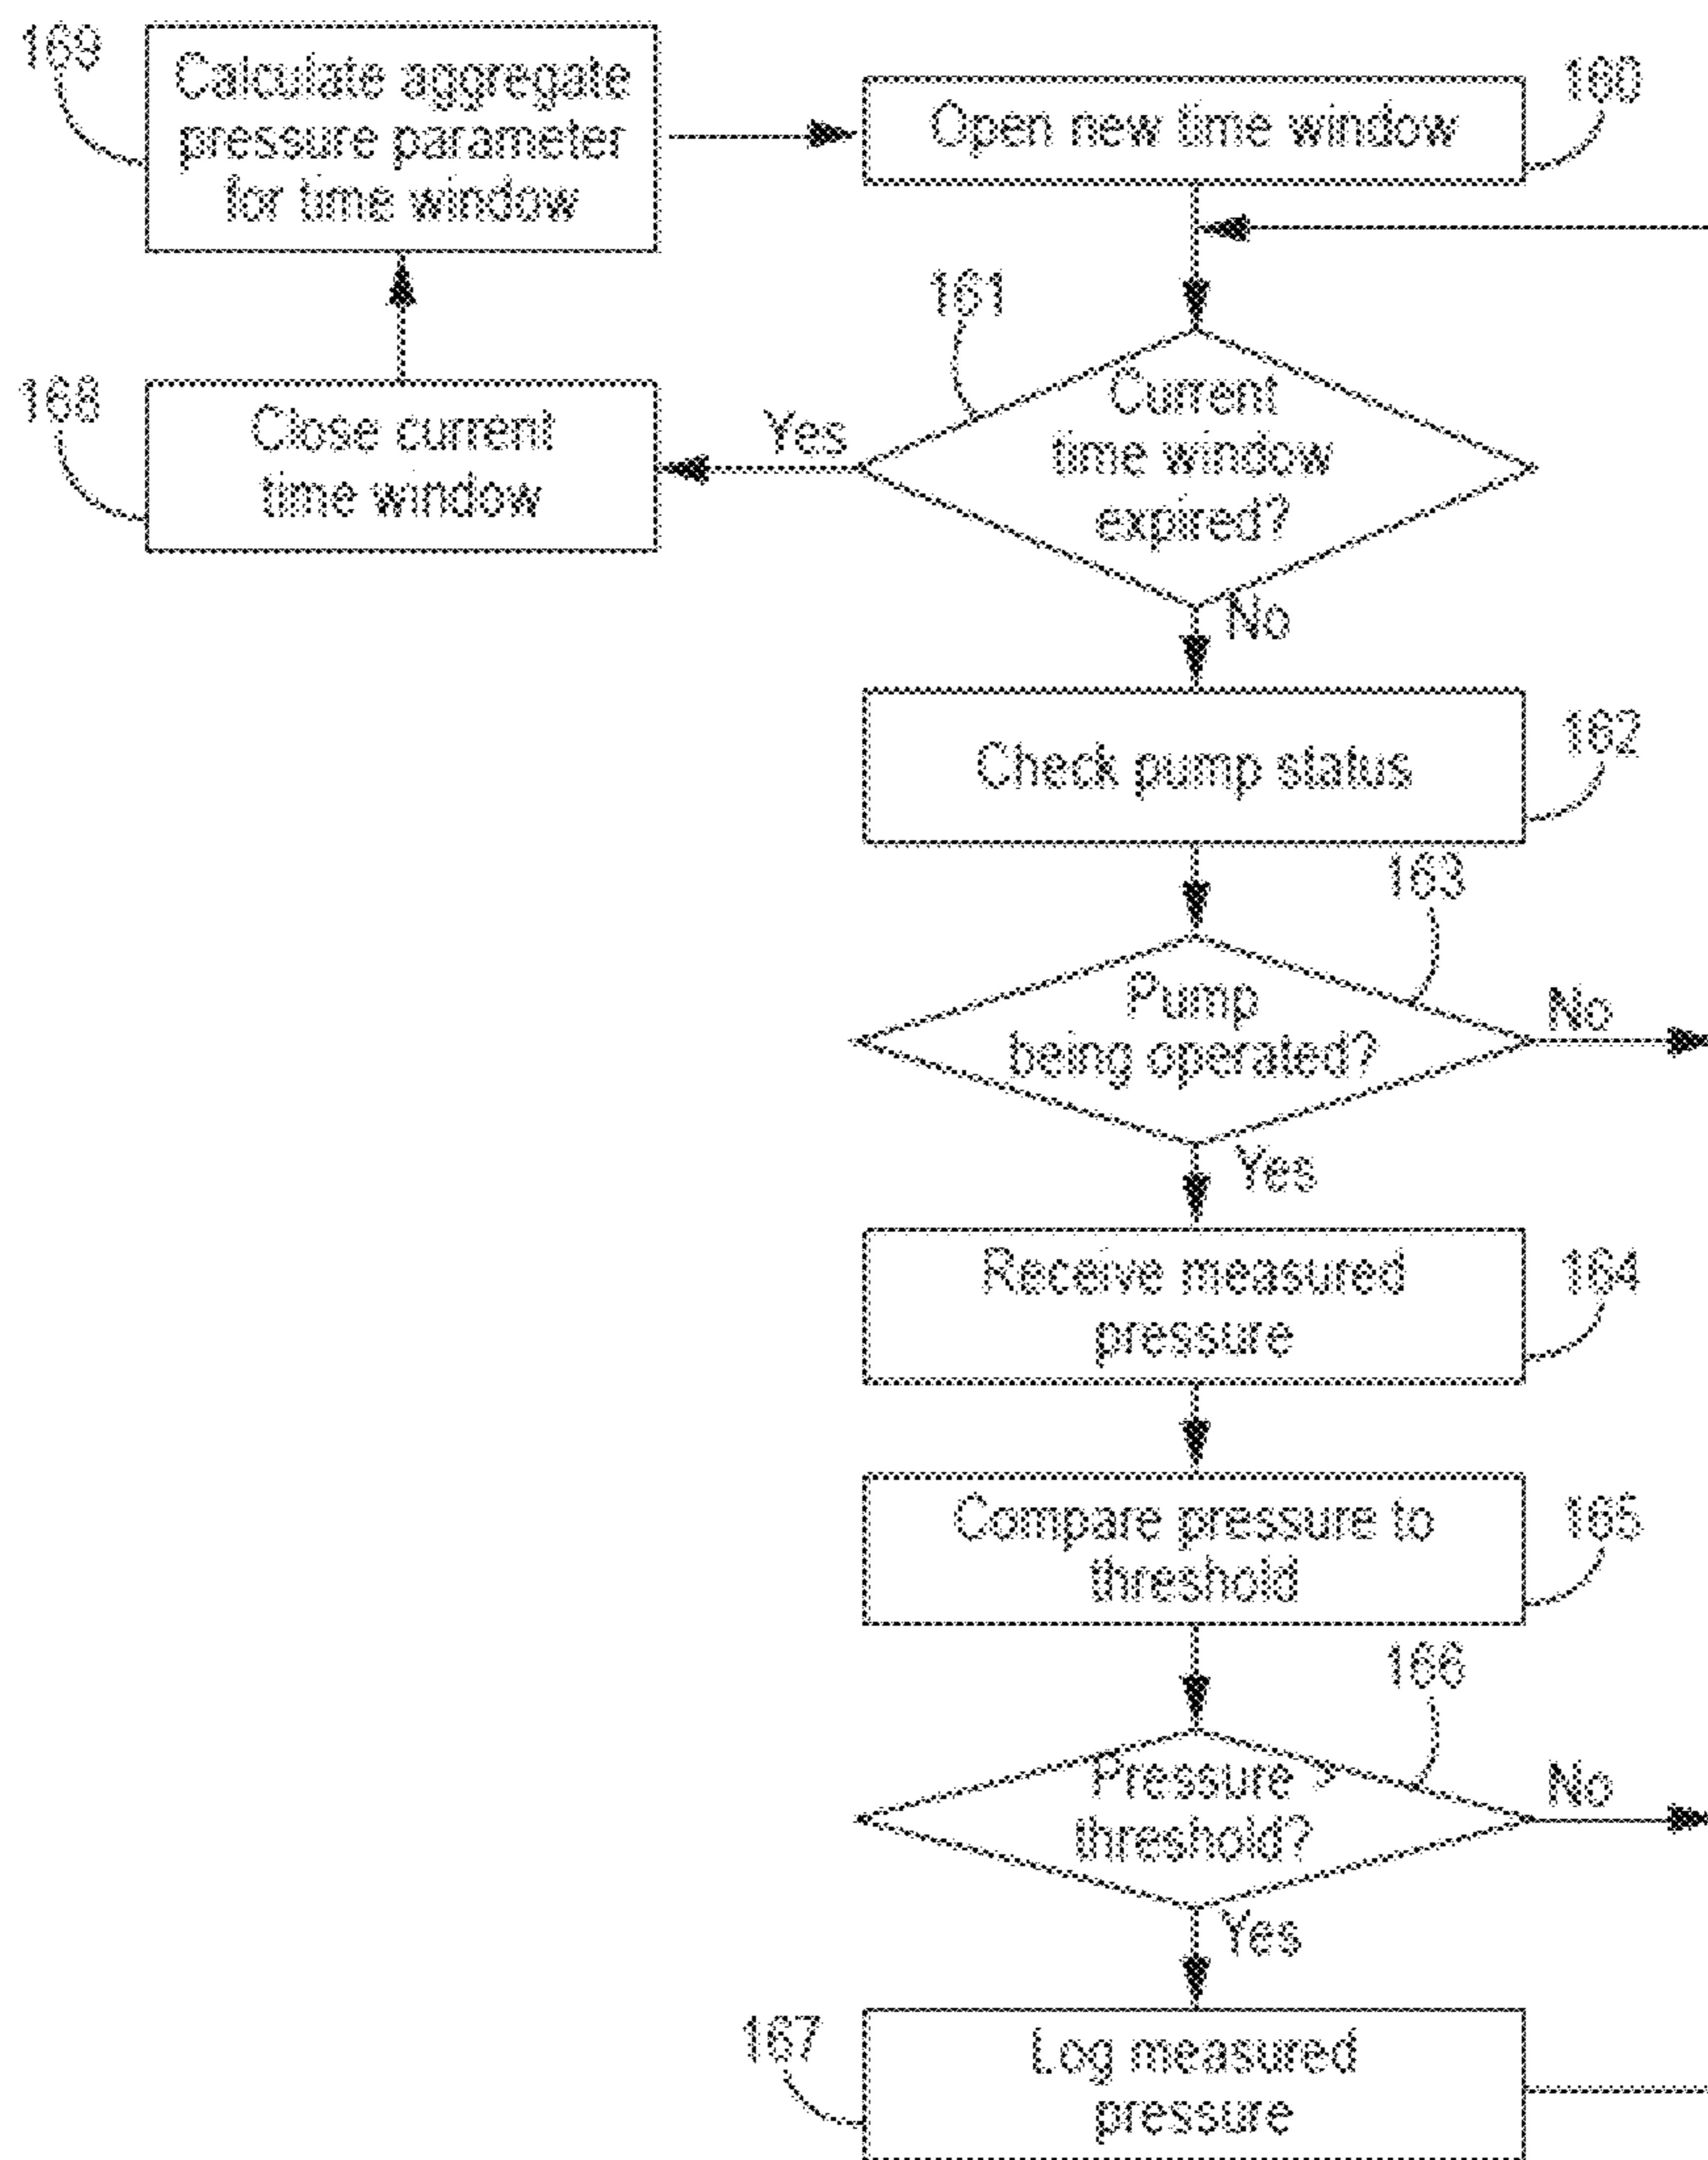 169
Calculate aggregate
pressure parameter
for time window
Open new time window
160
161
168
Close current
time window
Yes
Current
time window
expired?
No
Check pump status
162
163
Pump
being operated?
No
Yes
Receive measured
pressure
164
Compare pressure to
threshold
165
166
Pressure >
threshold?
No
Yes
167
Log measured
pressure